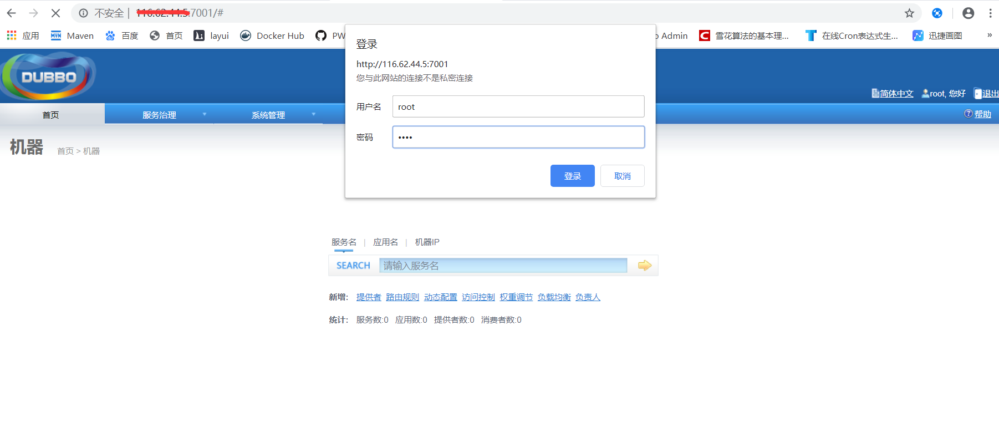 不安全 | 116.62.44.5:7001/#
应用 Maven 百度 首页 layui Docker Hub PW Admin 雪花算法的基本理... 在线Cron表达式生... 迅捷画图 »
登录
http://116.62.44.5:7001
您与此网站的连接不是私密连接
用户名 root
密码 ••••
登录 取消
DUBBO
简体中文 root, 您好 退出
首页 服务治理 系统管理 帮助
机器 首页 > 机器
服务名 | 应用名 | 机器IP
SEARCH 请输入服务名
新增: 提供者 路由规则 动态配置 访问控制 权重调节 负载均衡 负责人
统计: 服务数:0 应用数:0 提供者数:0 消费者数:0